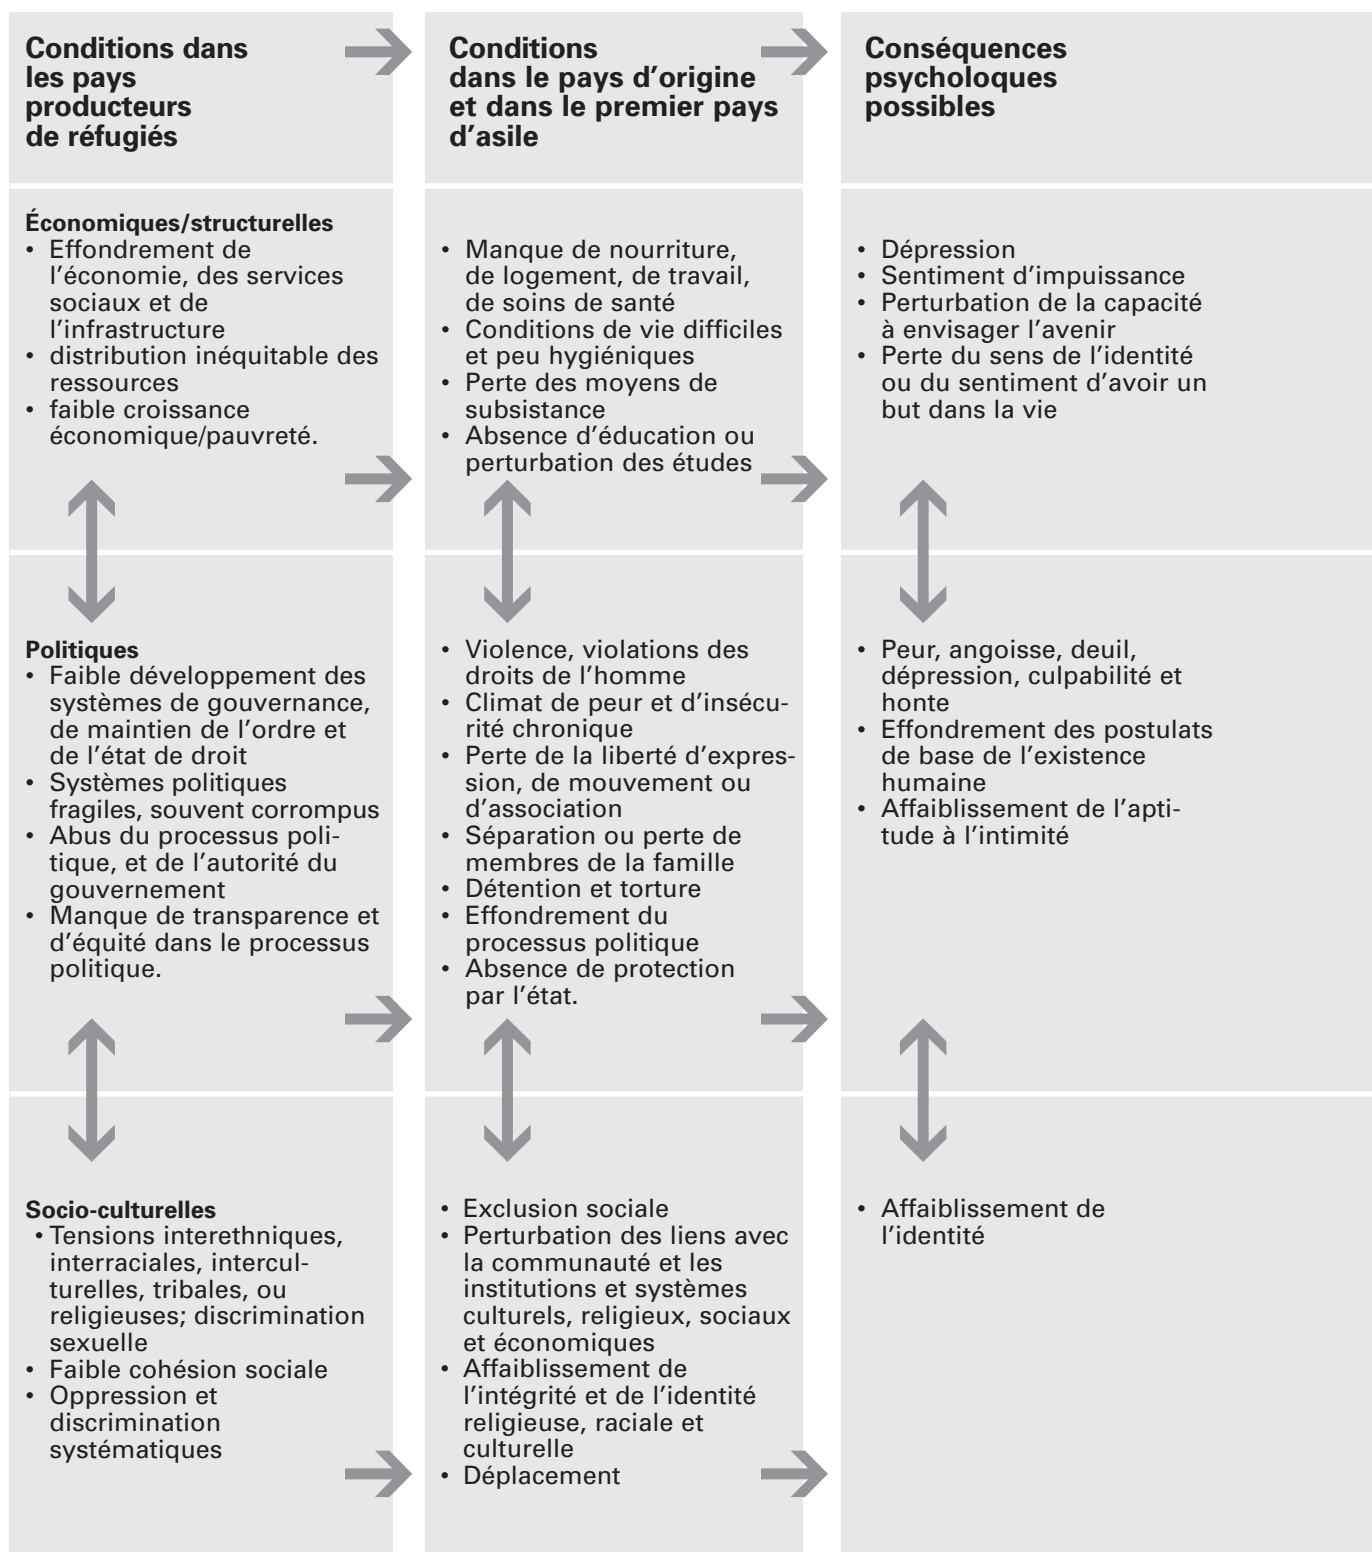 Conditions dans
les pays
producteurs
de réfugiés
Conditions
dans le pays d’origine
et dans le premier pays
d’asile
Conséquences
psycholoques
possibles
Économiques/structurelles
• Effondrement de
l’économie, des services
sociaux et de
l’infrastructure
• distribution inéquitable des
ressources
• faible croissance
économique/pauvreté.
• Manque de nourriture,
de logement, de travail,
de soins de santé
• Conditions de vie difficiles
et peu hygiéniques
• Perte des moyens de
subsistance
• Absence d’éducation ou
perturbation des études
• Dépression
• Sentiment d’impuissance
• Perturbation de la capacité
à envisager l’avenir
• Perte du sens de l’identité
ou du sentiment d’avoir un
but dans la vie
Politiques
• Faible développement des
systèmes de gouvernance,
de maintien de l’ordre et
de l’état de droit
• Systèmes politiques
fragiles, souvent corrompus
• Abus du processus poli-
tique, et de l’autorité du
gouvernement
• Manque de transparence et
d’équité dans le processus
politique.
• Violence, violations des
droits de l’homme
• Climat de peur et d’insécu-
rité chronique
• Perte de la liberté d’expres-
sion, de mouvement ou
d’association
• Séparation ou perte de
membres de la famille
• Détention et torture
• Effondrement du
processus politique
• Absence de protection
par l’état.
• Peur, angoisse, deuil,
dépression, culpabilité et
honte
• Effondrement des postulats
de base de l’existence
humaine
• Affaiblissement de l’apti-
tude à l’intimité
Socio-culturelles
• Tensions interethniques,
interraciales, intercul-
turelles, tribales, ou
religieuses; discrimination
sexuelle
• Faible cohésion sociale
• Oppression et
discrimination
systématiques
• Exclusion sociale
• Perturbation des liens avec
la communauté et les
institutions et systèmes
culturels, religieux, sociaux
et économiques
• Affaiblissement de
l’intégrité et de l’identité
religieuse, raciale et
culturelle
• Déplacement
• Affaiblissement de
l’identité